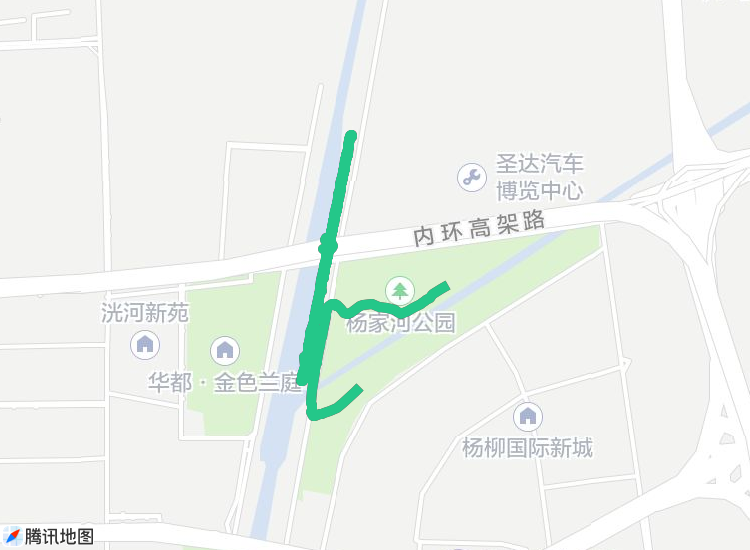 圣达汽车
博览中心
内环高架路
洸河新苑
杨家河公园
华都·金色兰庭
杨柳国际新城
腾讯地图